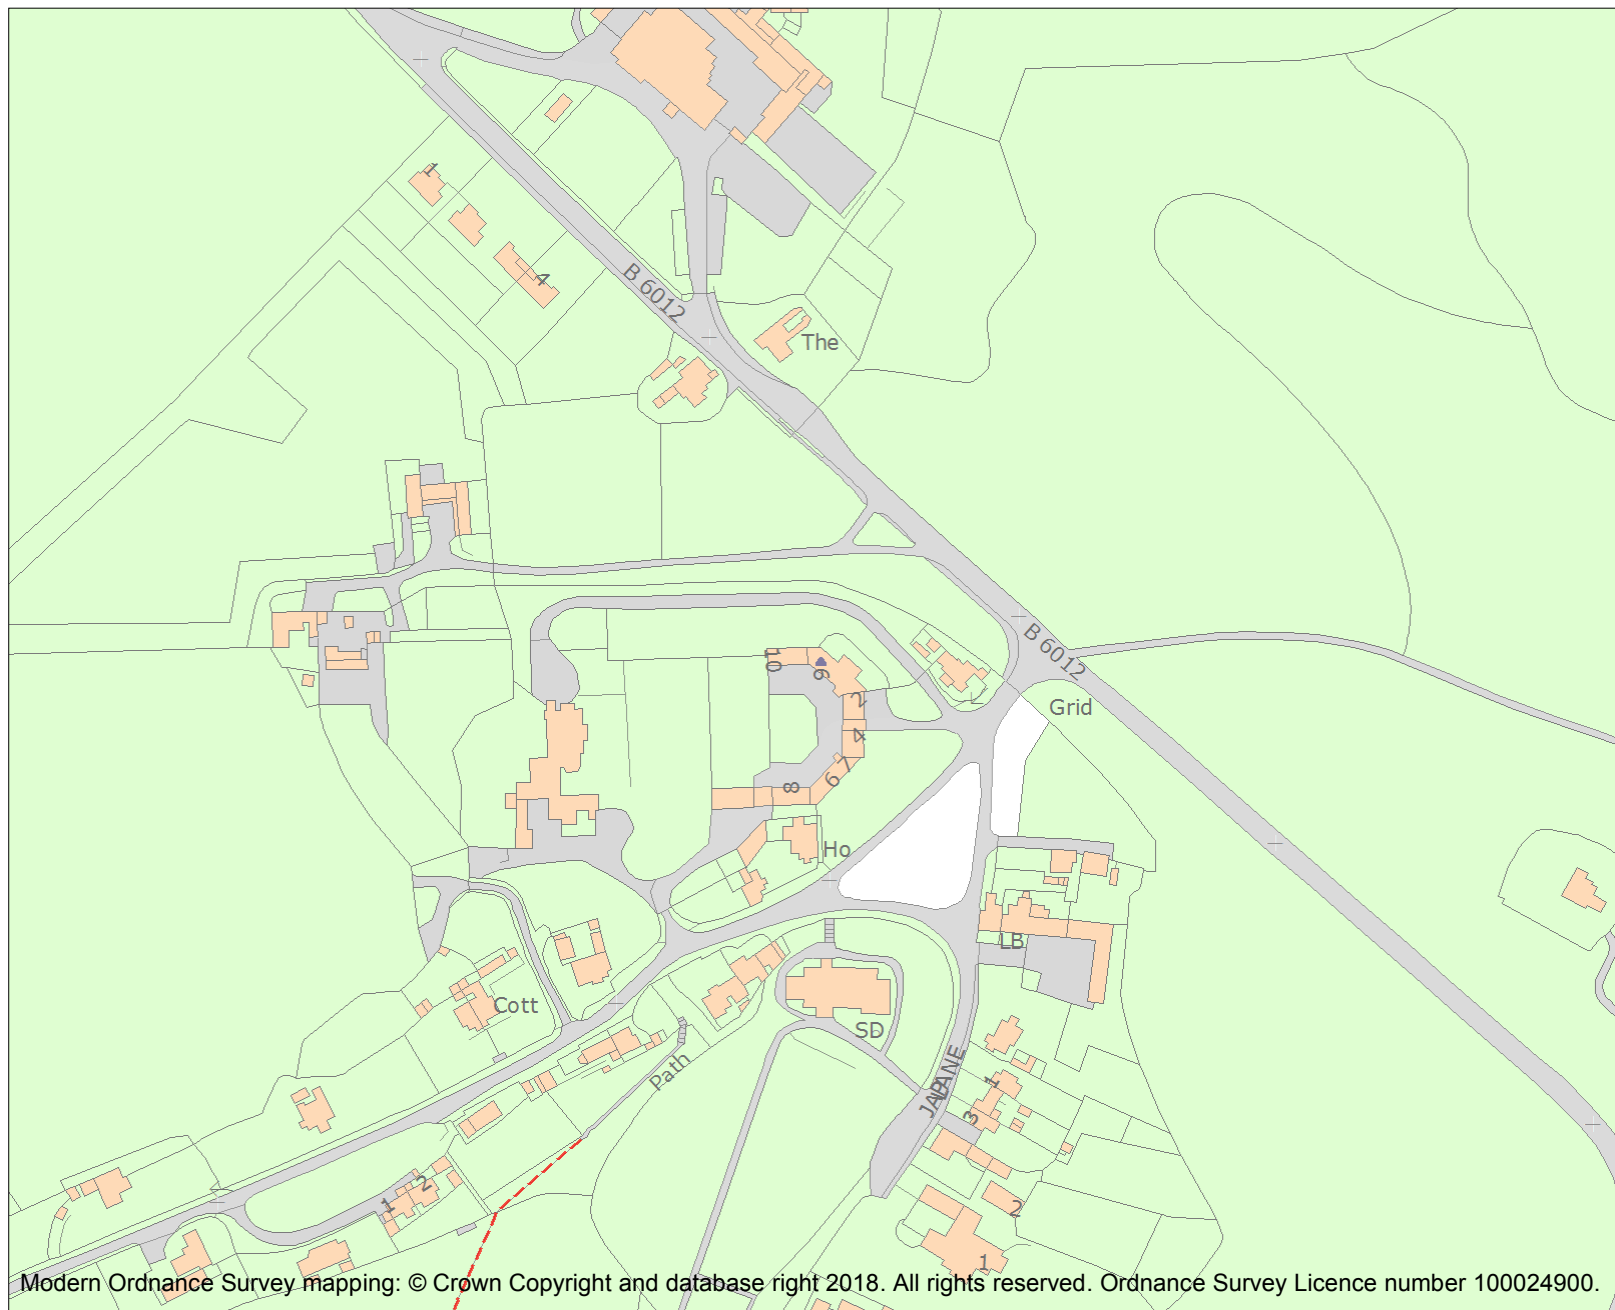 1
4
B 6012
The
B 6012
10
9
2
4
Grid
6 7
8
Ho
LB
Cott
SD
Path
LANE
1
3
1 2
2
1
Modern Ordnance Survey mapping: © Crown Copyright and database right 2018. All rights reserved. Ordnance Survey Licence number 100024900.